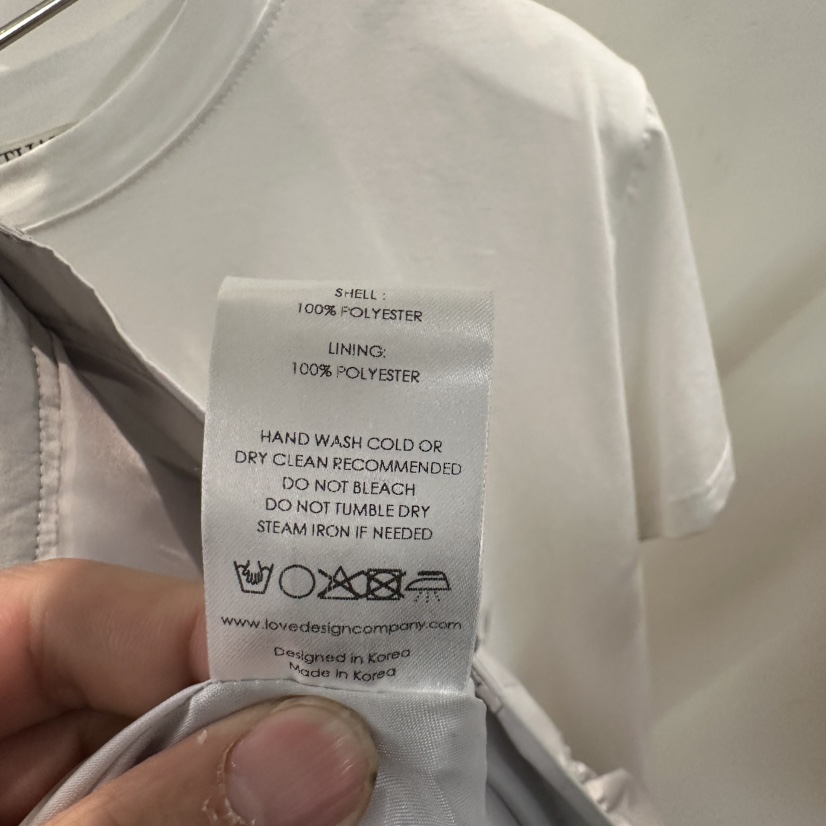 SHELL :
100% POLYESTER
LINING:
100% POLYESTER
HAND WASH COLD OR
DRY CLEAN RECOMMENDED
DO NOT BLEACH
DO NOT TUMBLE DRY
STEAM IRON IF NEEDED
www.lovedesigncompany.com
Designed in Korea
Made in Korea